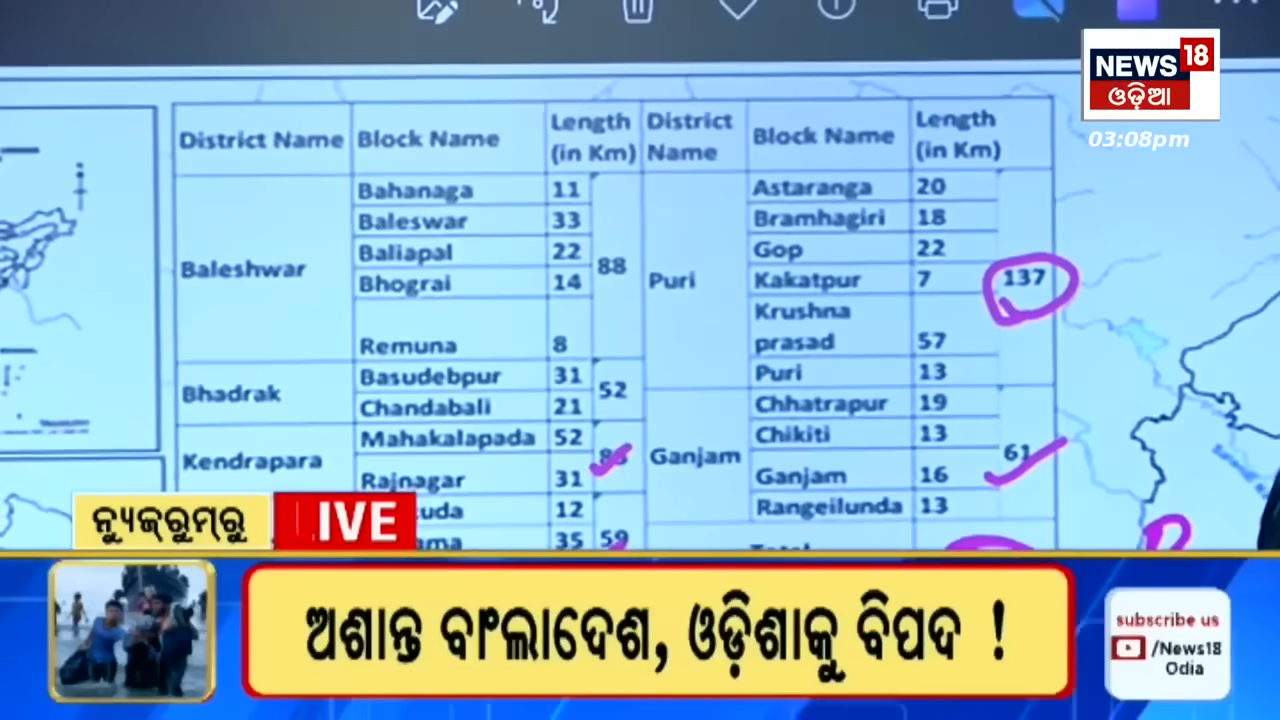 NEWS 18
ଓଡ଼ିଆ
03:08pm
District Name Block Name Length (in Km) District Name Block Name Length (in Km)
Baleshwar Bahanaga 11 88
Baleswar 33
Baliapal 22
Bhograi 14
Remuna 8
Bhadrak Basudebpur 31 52
Chandabali 21
Kendrapara Mahakalapada 52
Rajnagar 31
12
35 59
Puri Astaranga 20 137
Bramhagiri 18
Gop 22
Kakatpur 7
Krushna prasad 57
Puri 13
Ganjam Chhatrapur 19 61
Chikiti 13
Ganjam 16
Rangeilunda 13
ନ୍ୟୁଜ୍‌ରୁମ୍‌ରୁ LIVE
ଅଶାନ୍ତ ବାଂଲାଦେଶ, ଓଡ଼ିଶାକୁ ବିପଦ !
subscribe us
/News18
Odia